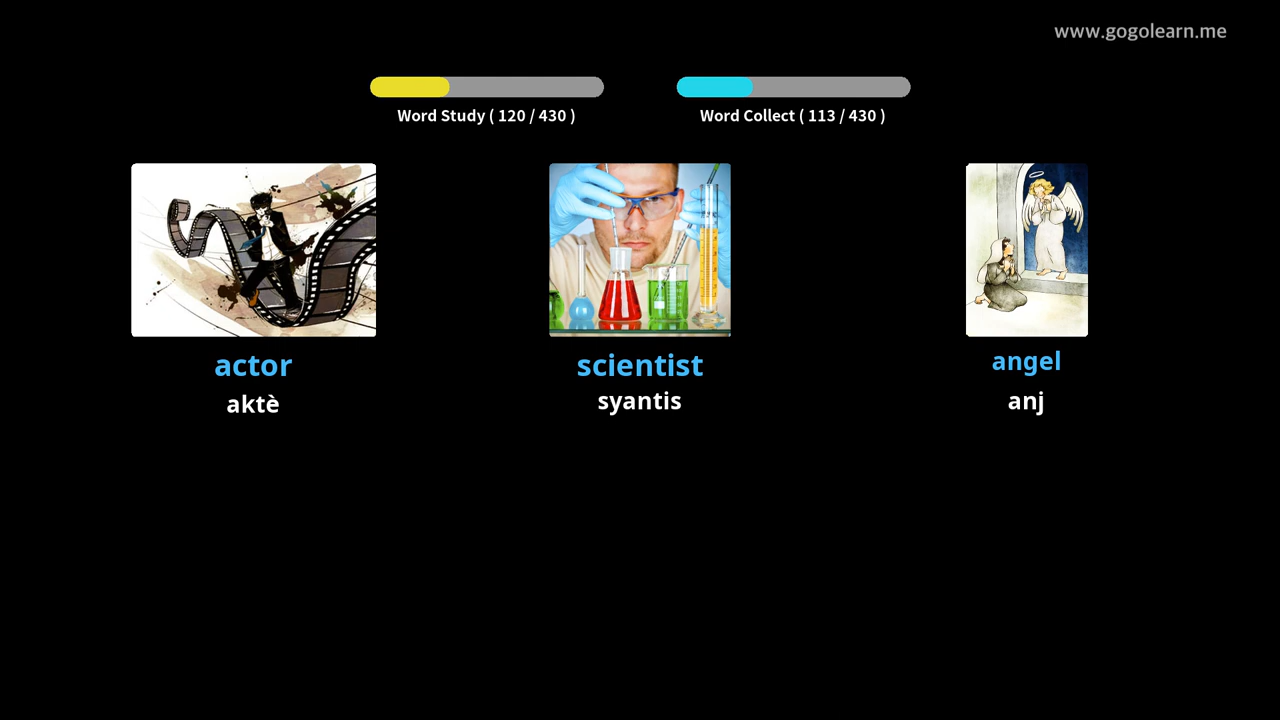 www.gogolearn.me
Word Study ( 120 / 430 )
Word Collect ( 113 / 430 )
actor
scientist
angel
aktè
syantis
anj